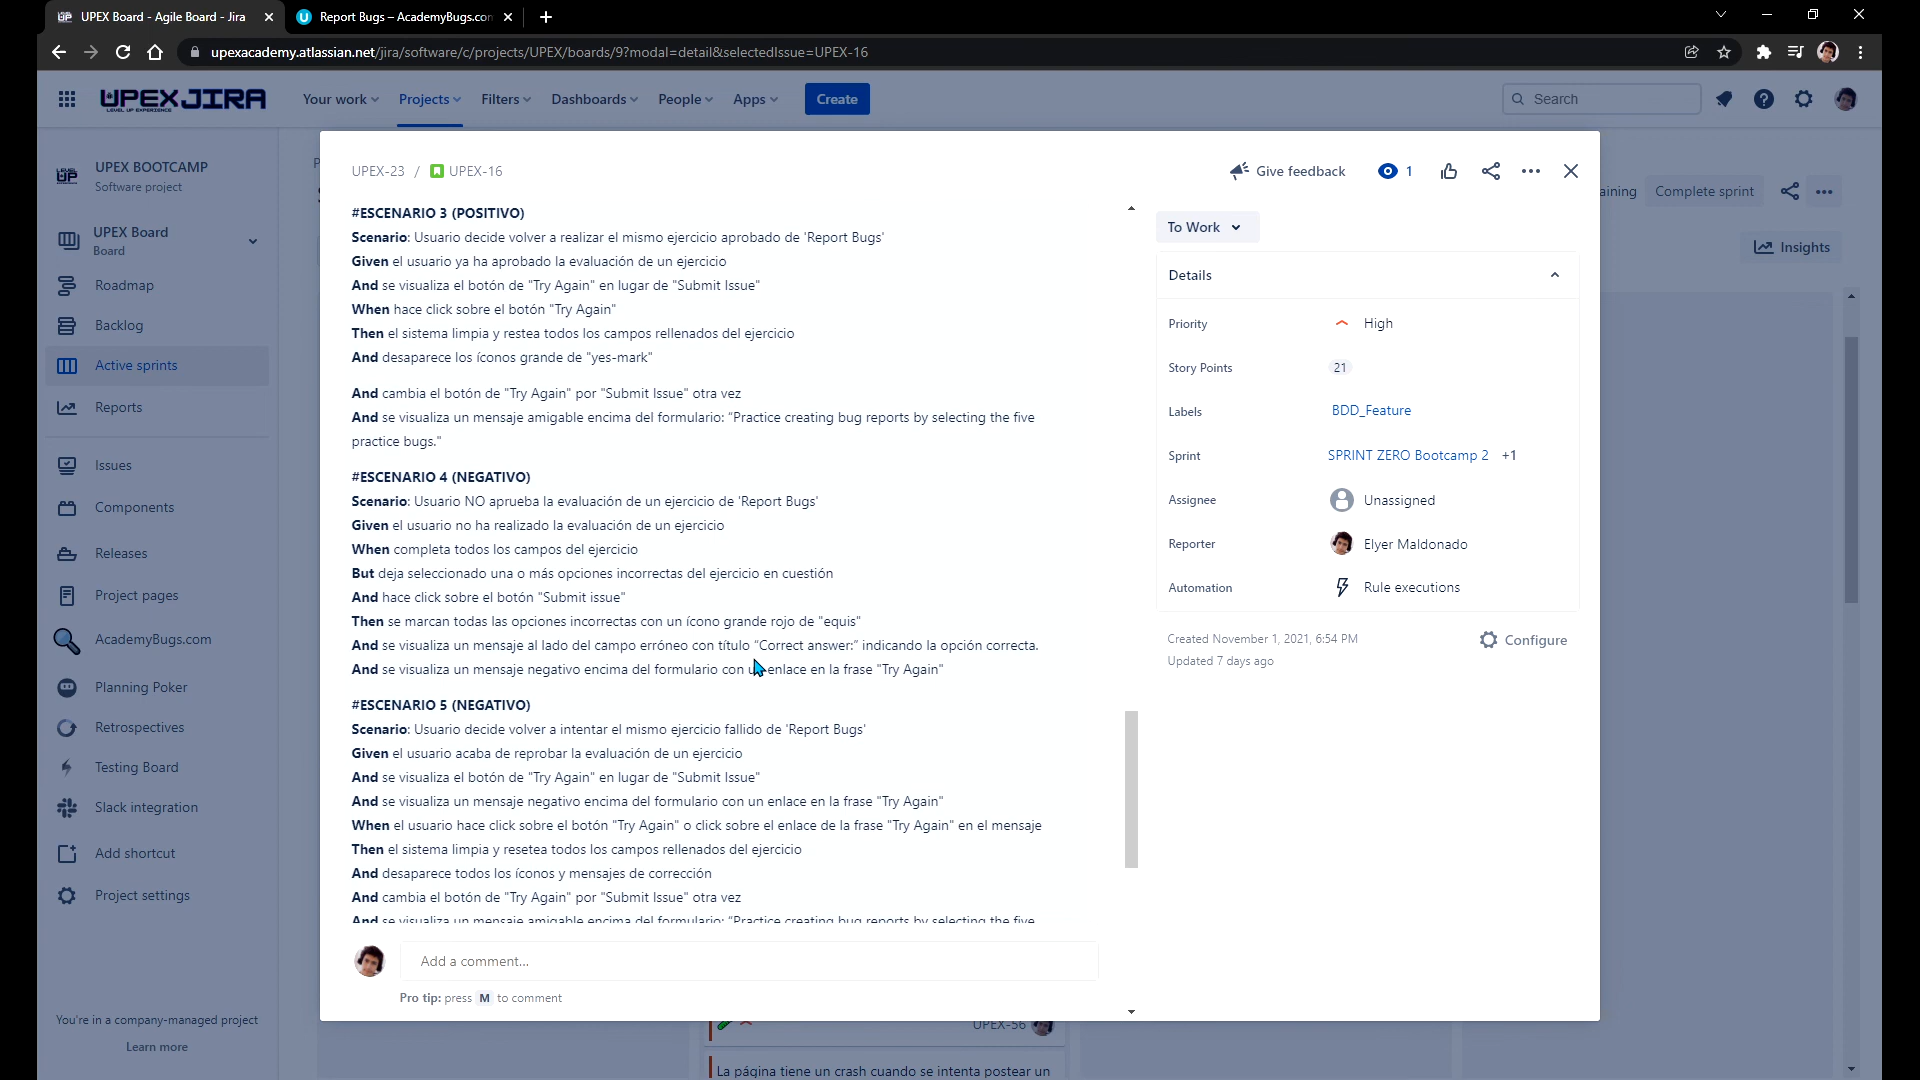 UPEX Board - Agile Board - Jira
Report Bugs – AcademyBugs.com
upexacademy.atlassian.net/jira/software/c/projects/UPEX/boards/9?modal=detail&selectedIssue=UPEX-16
UPEXJIRA
LEVEL UP EXPERIENCE
Your work
Projects
Filters
Dashboards
People
Apps
Create
Search
UPEX BOOTCAMP
Software project
UPEX Board
Board
Roadmap
Backlog
Active sprints
Reports
Issues
Components
Releases
Project pages
AcademyBugs.com
Planning Poker
Retrospectives
Testing Board
Slack integration
Add shortcut
Project settings
You're in a company-managed project
Learn more
UPEX-23 / UPEX-16
Give feedback
1
#ESCENARIO 3 (POSITIVO)
Scenario: Usuario decide volver a realizar el mismo ejercicio aprobado de 'Report Bugs'
Given el usuario ya ha aprobado la evaluación de un ejercicio
And se visualiza el botón de "Try Again" en lugar de "Submit Issue"
When hace click sobre el botón "Try Again"
Then el sistema limpia y restea todos los campos rellenados del ejercicio
And desaparece los íconos grande de "yes-mark"
And cambia el botón de "Try Again" por "Submit Issue" otra vez
And se visualiza un mensaje amigable encima del formulario: “Practice creating bug reports by selecting the five
practice bugs."
#ESCENARIO 4 (NEGATIVO)
Scenario: Usuario NO aprueba la evaluación de un ejercicio de 'Report Bugs'
Given el usuario no ha realizado la evaluación de un ejercicio
When completa todos los campos del ejercicio
But deja seleccionado una o más opciones incorrectas del ejercicio en cuestión
And hace click sobre el botón "Submit issue"
Then se marcan todas las opciones incorrectas con un ícono grande rojo de "equis"
And se visualiza un mensaje al lado del campo erróneo con título “Correct answer:” indicando la opción correcta.
And se visualiza un mensaje negativo encima del formulario con enlace en la frase "Try Again"
#ESCENARIO 5 (NEGATIVO)
Scenario: Usuario decide volver a intentar el mismo ejercicio fallido de 'Report Bugs'
Given el usuario acaba de reprobar la evaluación de un ejercicio
And se visualiza el botón de "Try Again" en lugar de "Submit Issue"
And se visualiza un mensaje negativo encima del formulario con un enlace en la frase "Try Again"
When el usuario hace click sobre el botón "Try Again" o click sobre el enlace de la frase "Try Again" en el mensaje
Then el sistema limpia y resetea todos los campos rellenados del ejercicio
And desaparece todos los íconos y mensajes de corrección
And cambia el botón de "Try Again" por "Submit Issue" otra vez
And se visualiza un mensaje amigable encima del formulario: “Practice creating bug reports by selecting the five
Add a comment...
Pro tip: press M to comment
To Work
Details
Priority
High
Story Points
21
Labels
BDD_Feature
Sprint
SPRINT ZERO Bootcamp 2 +1
Assignee
Unassigned
Reporter
Elyer Maldonado
Automation
Rule executions
Created November 1, 2021, 6:54 PM
Updated 7 days ago
Configure
Complete sprint
Insights
UPEX-56
La página tiene un crash cuando se intenta postear un